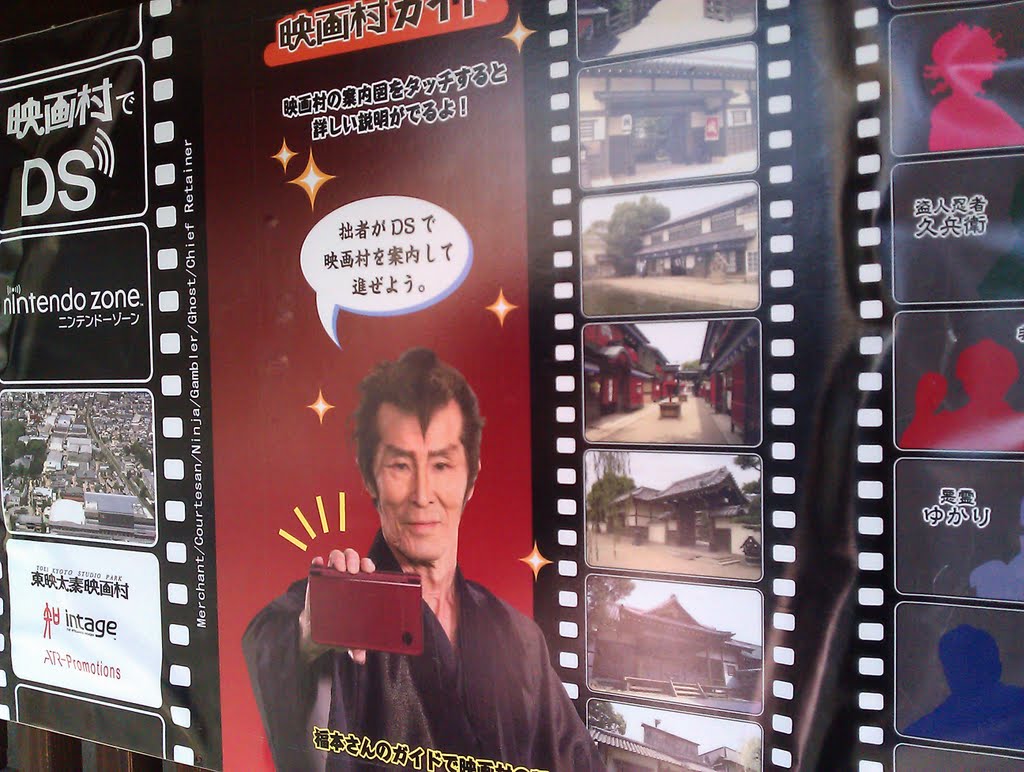 映画村で
DS
nintendo zone
ニンテンドーゾーン
TOEI KYOTO STUDIO PARK
東映太秦映画村
intage
ATR-Promotions
Merchant/Courtesan/Ninja/Gambler/Ghost/Chief Retainer
映画村ガイド
映画村の案内図をタッチすると
詳しい説明がでるよ！
拙者がDSで
映画村を案内して
進ぜよう。
福本さんのガイドで映画村の
盗人忍者
久兵衛
悪霊
ゆかり